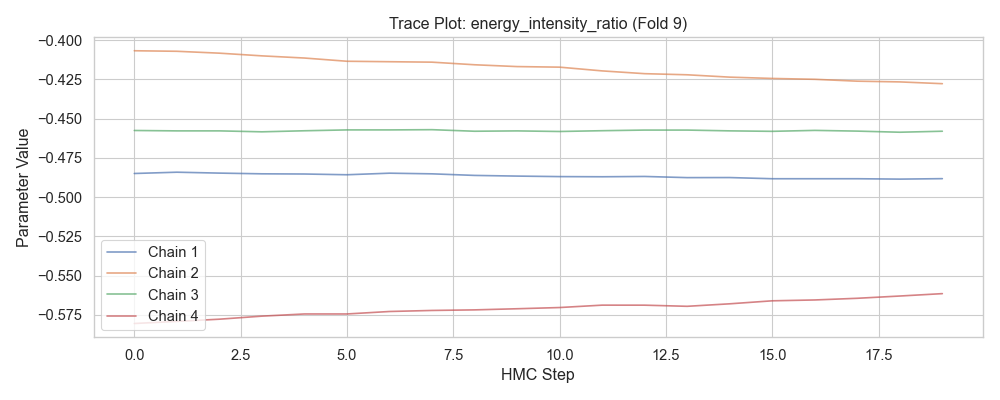 Trace Plot: energy_intensity_ratio (Fold 9)
Parameter Value
−0.400
−0.425
−0.450
−0.475
−0.500
−0.525
−0.550
−0.575
Chain 1
Chain 2
Chain 3
Chain 4
0.0 2.5 5.0 7.5 10.0 12.5 15.0 17.5
HMC Step